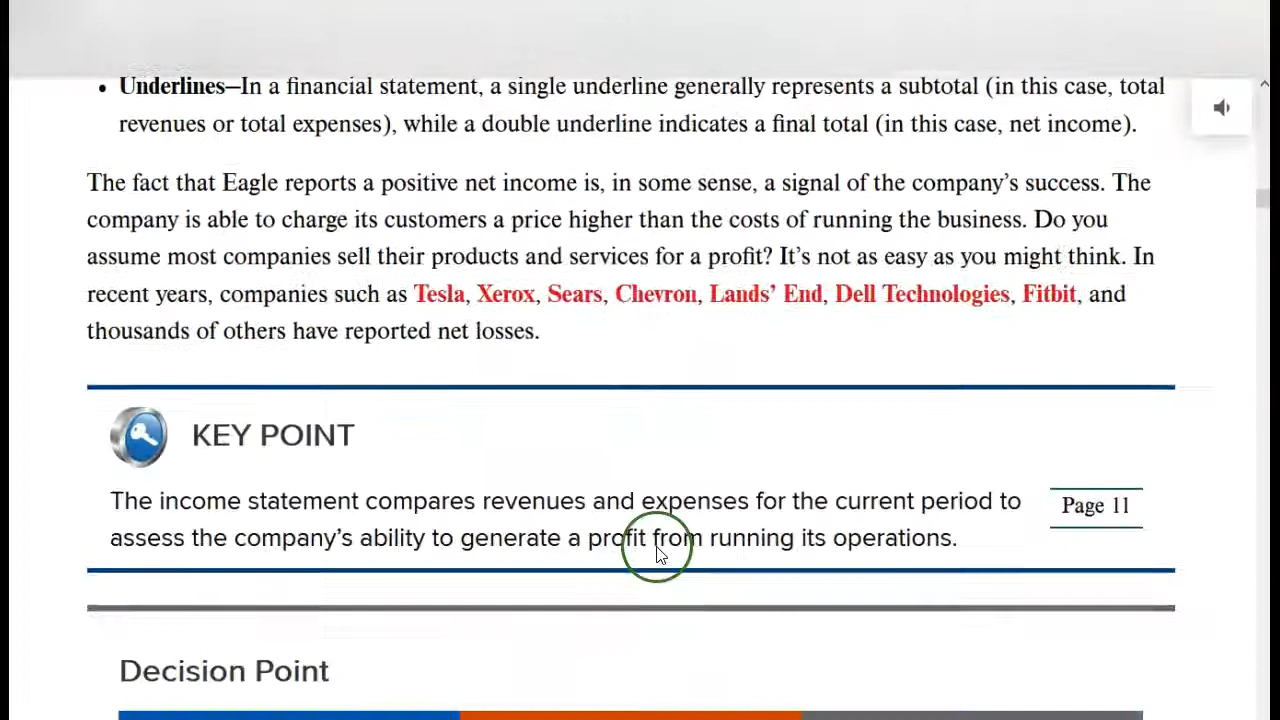 • Underlines—In a financial statement, a single underline generally represents a subtotal (in this case, total
revenues or total expenses), while a double underline indicates a final total (in this case, net income).
The fact that Eagle reports a positive net income is, in some sense, a signal of the company’s success. The
company is able to charge its customers a price higher than the costs of running the business. Do you
assume most companies sell their products and services for a profit? It’s not as easy as you might think. In
recent years, companies such as Tesla, Xerox, Sears, Chevron, Lands’ End, Dell Technologies, Fitbit, and
thousands of others have reported net losses.
KEY POINT
The income statement compares revenues and expenses for the current period to
assess the company’s ability to generate a profit from running its operations.
Page 11
Decision Point